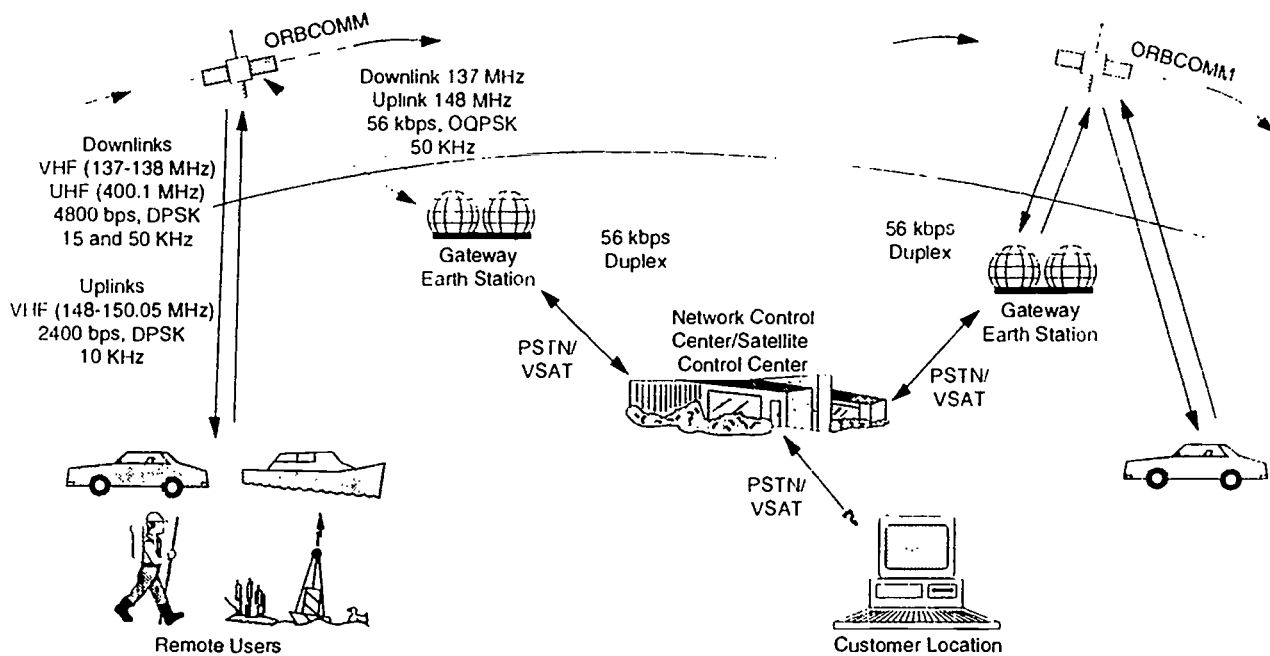 ORBCOMM
Downlink 137 MHz
Uplink 148 MHz
56 kbps, OQPSK
50 KHz
Downlinks
VHF (137-138 MHz)
UHF (400.1 MHz)
4800 bps, DPSK
15 and 50 KHz
Uplinks
VHF (148-150.05 MHz)
2400 bps, DPSK
10 KHz
Gateway
Earth Station
56 kbps
Duplex
PSTN/
VSAT
Network Control
Center/Satellite
Control Center
56 kbps
Duplex
ORBCOMM
Gateway
Earth Station
PSTN/
VSAT
PSTN/
VSAT
Remote Users
Customer Location